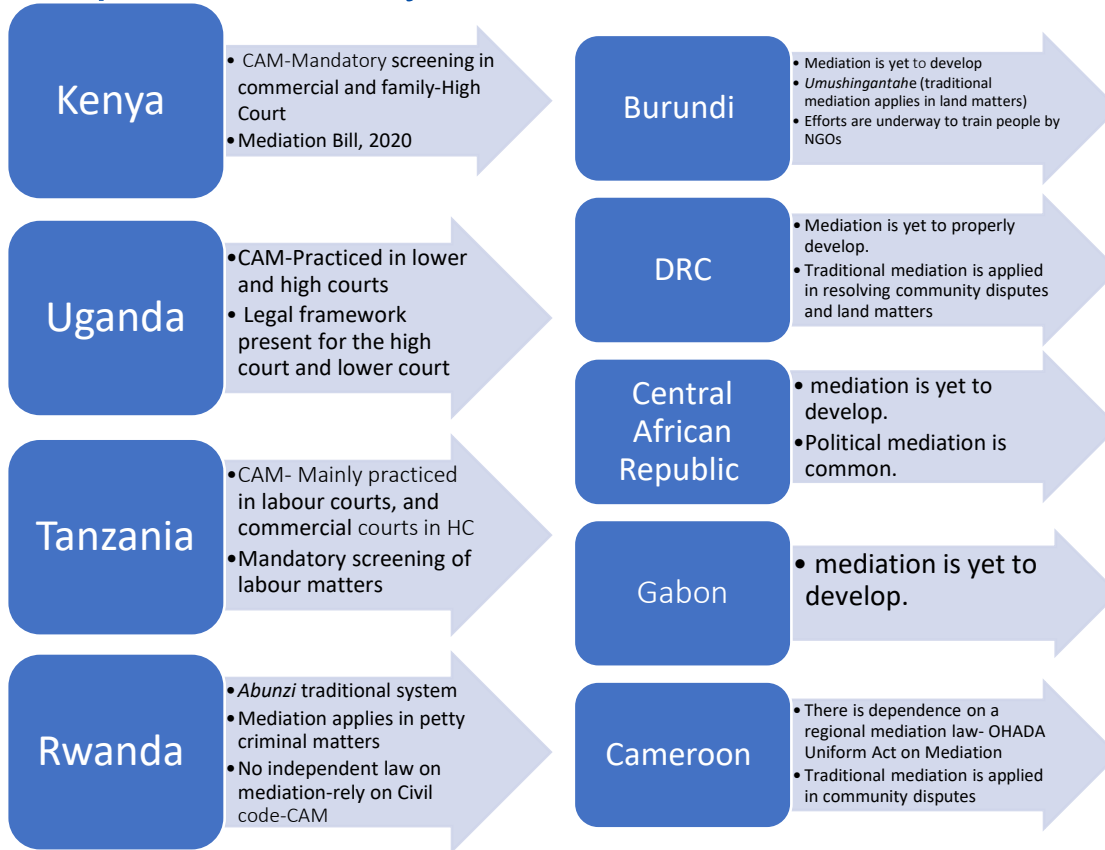 Kenya
• CAM-Mandatory screening in
commercial and family-High
Court
•Mediation Bill, 2020
Uganda
•CAM-Practiced in lower
and high courts
• Legal framework
present for the high
court and lower court
Tanzania
•CAM- Mainly practiced
in labour courts, and
commercial courts in HC
•Mandatory screening of
labour matters
Rwanda
•Abunzi traditional system
•Mediation applies in petty
criminal matters
•No independent law on
mediation-rely on Civil
code-CAM
Burundi
• Mediation is yet to develop
• Umushingantahe (traditional
mediation applies in land matters)
• Efforts are underway to train people by
NGOs
DRC
• Mediation is yet to properly
develop.
• Traditional mediation is applied
in resolving community disputes
and land matters
Central
African
Republic
• mediation is yet to
develop.
•Political mediation is
common.
Gabon
• mediation is yet to
develop.
Cameroon
• There is dependence on a
regional mediation law- OHADA
Uniform Act on Mediation
• Traditional mediation is applied
in community disputes